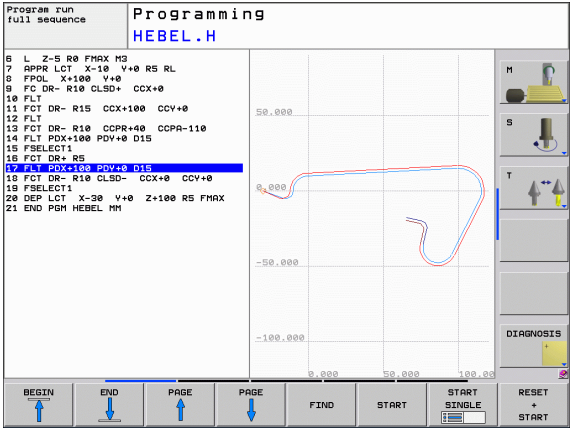 Program run
full sequence
Programming
HEBEL.H
6 L Z-5 R0 FMAX M3
7 APPR LCT X-10 Y+0 R5 RL
8 FPOL X+100 Y+0
9 FC DR- R10 CLSD+ CCX+0
10 FLT
11 FCT DR- R15 CCX+100 CCY+0
12 FLT
13 FCT DR- R10 CCPR+40 CCPA-110
14 FLT PDX+100 PDY+0 D15
15 FSELECT1
16 FCT DR+ R5
17 FLT PDX+100 PDY+0 D15
18 FCT DR- R10 CLSD- CCX+0 CCY+0
19 FSELECT1
20 DEP LCT X-30 Y+0 Z+100 R5 FMAX
21 END PGM HEBEL MM
50.000
0.000
-50.000
-100.000
0.000 50.000 100.00
M
S
T
DIAGNOSIS
BEGIN
END
PAGE
PAGE
FIND
START
START
SINGLE
RESET
+
START